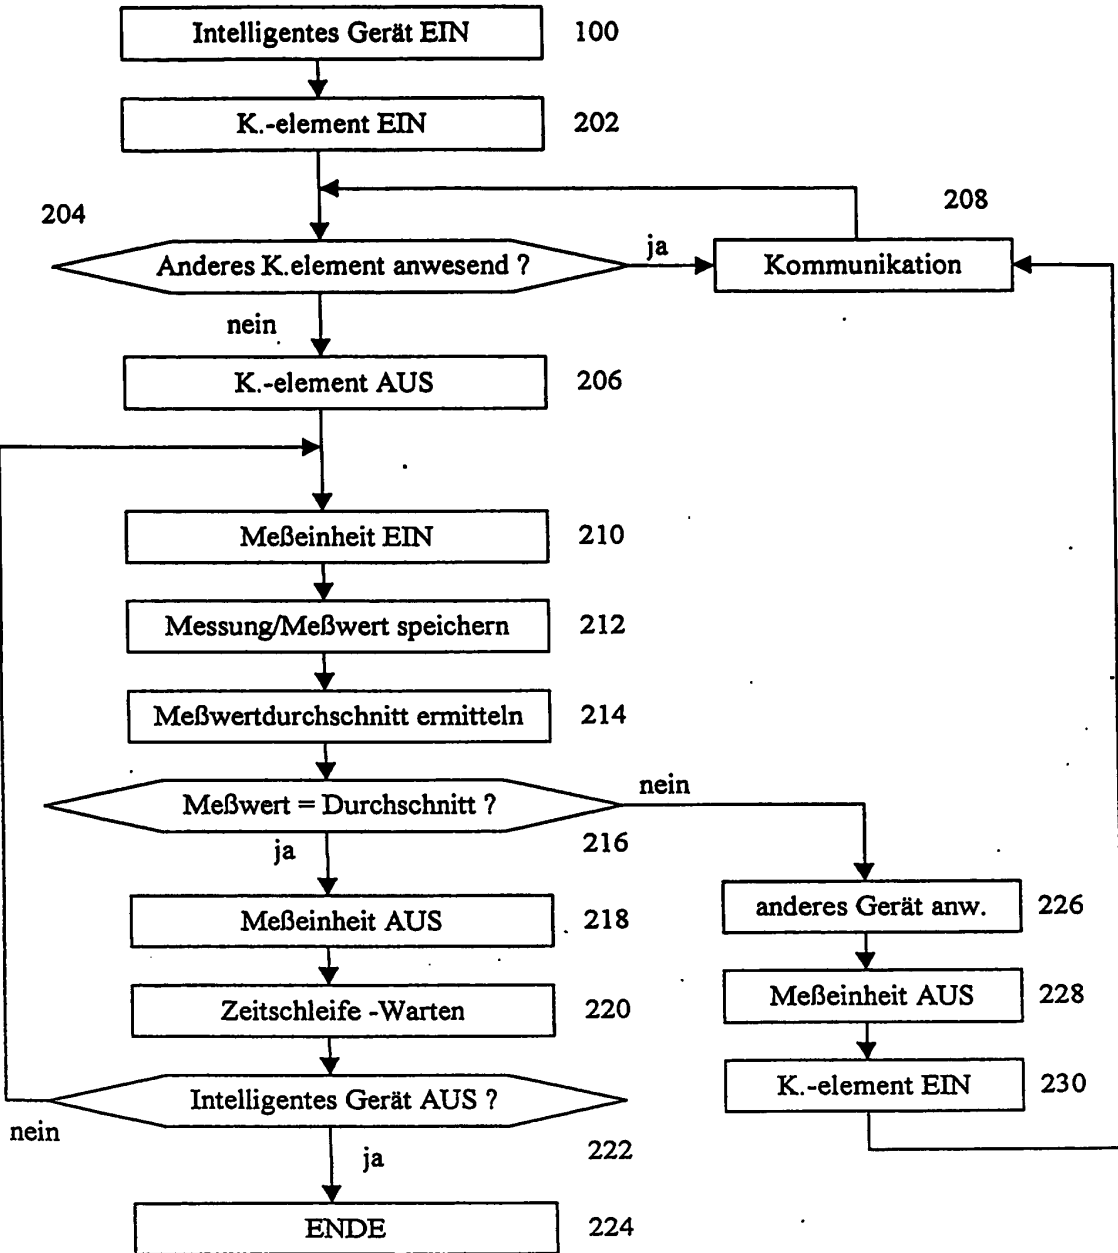 Intelligentes Gerät EIN 100
K.-element EIN 202
204
208
Anderes K.element anwesend ?
ja
Kommunikation
nein
K.-element AUS 206
Meßeinheit EIN 210
Messung/Meßwert speichern 212
Meßwertdurchschnitt ermitteln 214
Meßwert = Durchschnitt ?
nein
216
ja
Meßeinheit AUS 218
anderes Gerät anw. 226
Zeitschleife -Warten 220
Meßeinheit AUS 228
Intelligentes Gerät AUS ?
K.-element EIN 230
nein
222
ja
ENDE 224